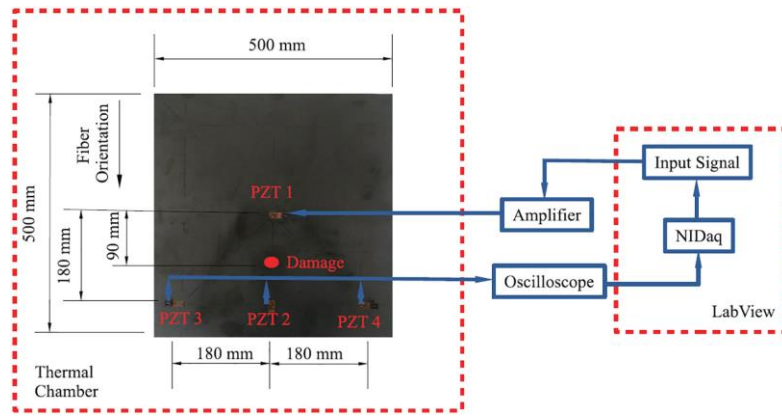 500 mm
Fiber
Orientation
500 mm
180 mm
90 mm
PZT 1
Damage
PZT 3
PZT 2
PZT 4
180 mm
180 mm
Thermal
Chamber
Amplifier
Oscilloscope
Input Signal
NIDaq
LabView